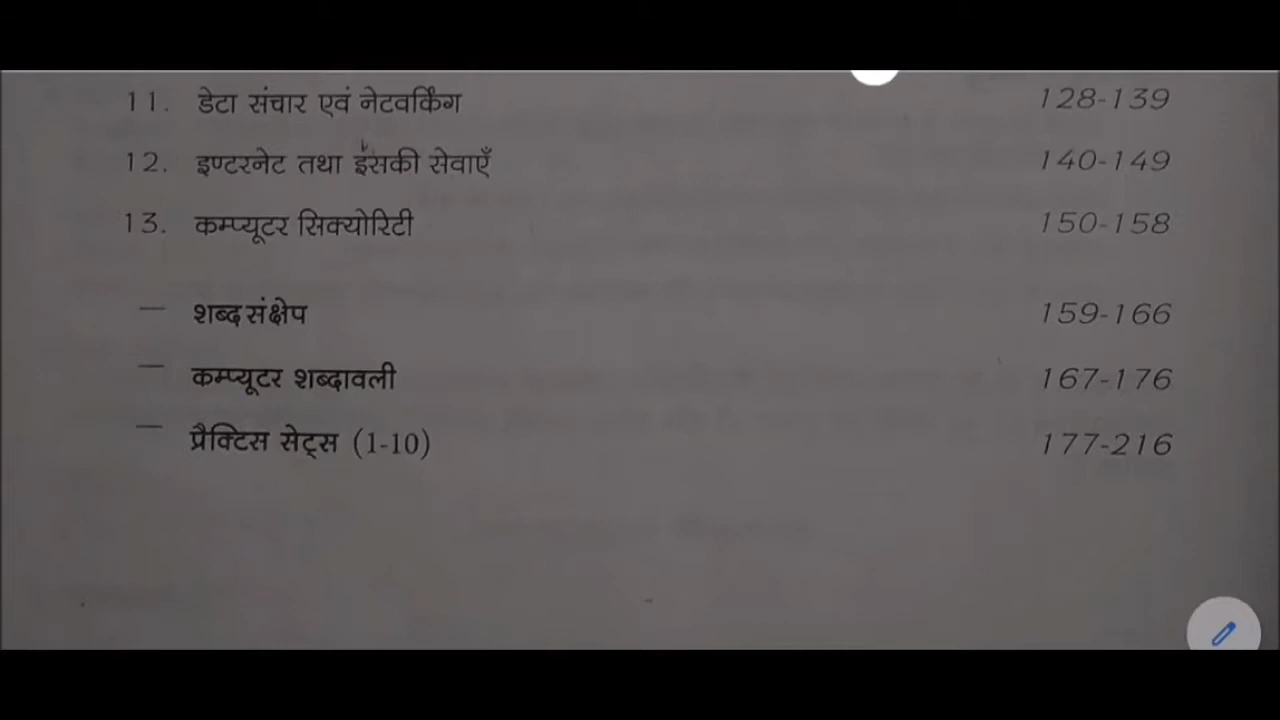 11. डेटा संचार एवं नेटवर्किंग 128-139
12. इण्टरनेट तथा इसकी सेवाएँ 140-149
13. कम्प्यूटर सिक्योरिटी 150-158
— शब्द संक्षेप 159-166
— कम्प्यूटर शब्दावली 167-176
— प्रैक्टिस सेट्स (1-10) 177-216